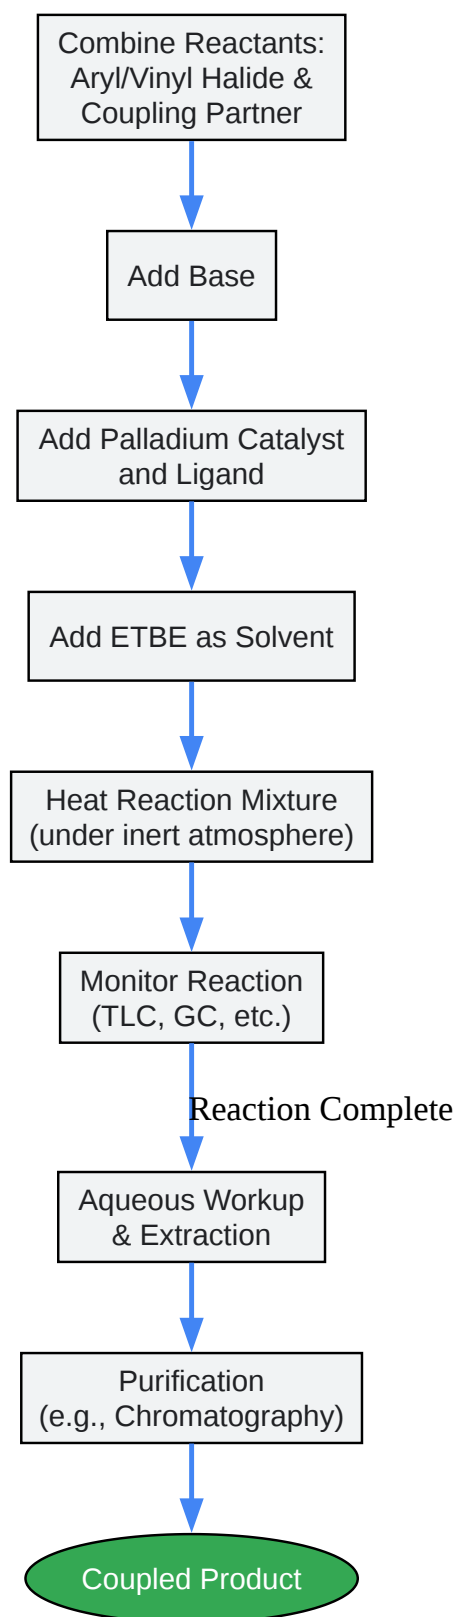 Combine Reactants:
Aryl/Vinyl Halide &
Coupling Partner
Add Base
Add Palladium Catalyst
and Ligand
Add ETBE as Solvent
Heat Reaction Mixture
(under inert atmosphere)
Monitor Reaction
(TLC, GC, etc.)
Reaction Complete
Aqueous Workup
& Extraction
Purification
(e.g., Chromatography)
Coupled Product